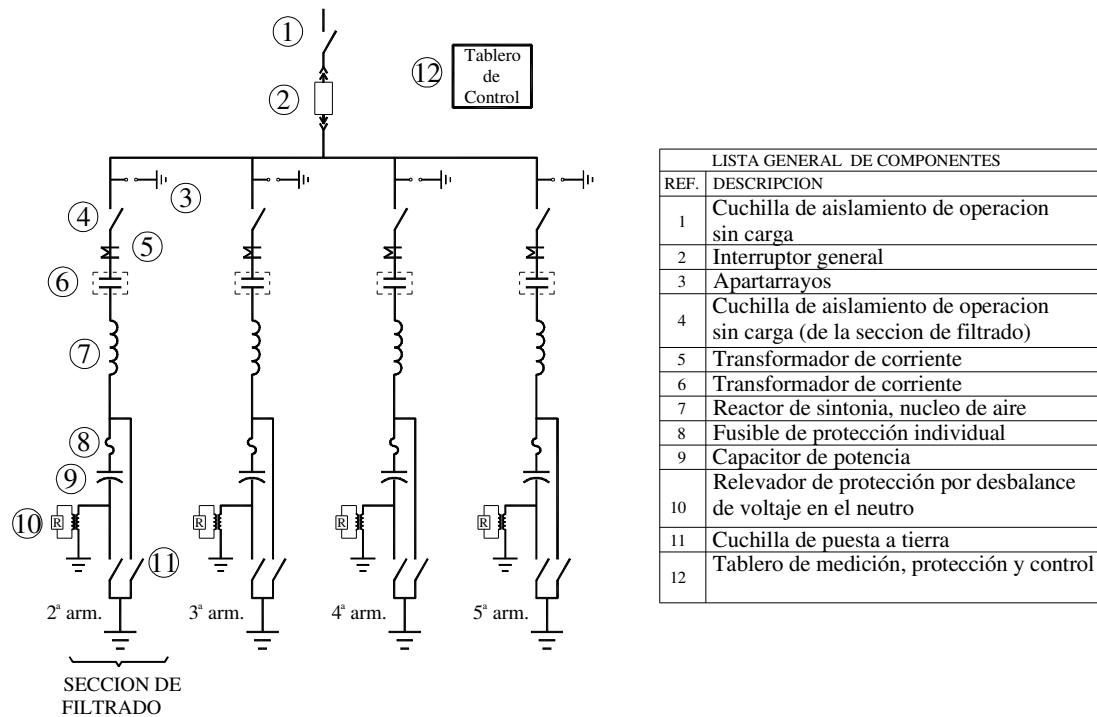 1
2
12
Tablero
de
Control
3
4
5
6
7
8
9
10
R
R
R
R
11
2ª arm.
3ª arm.
4ª arm.
5ª arm.
SECCION DE
FILTRADO
LISTA GENERAL DE COMPONENTES
REF. DESCRIPCION
1 Cuchilla de aislamiento de operacion
sin carga
2 Interruptor general
3 Apartarrayos
4 Cuchilla de aislamiento de operacion
sin carga (de la seccion de filtrado)
5 Transformador de corriente
6 Transformador de corriente
7 Reactor de sintonia, nucleo de aire
8 Fusible de protección individual
9 Capacitor de potencia
10 Relevador de protección por desbalance
de voltaje en el neutro
11 Cuchilla de puesta a tierra
12 Tablero de medición, protección y control